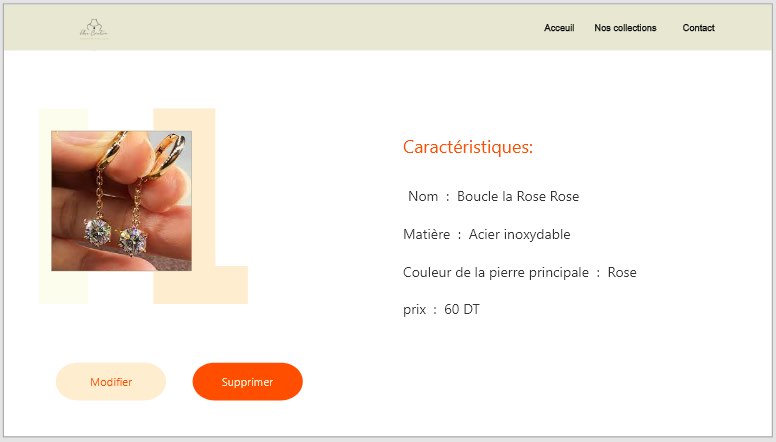 Acceuil Nos collections Contact
Caractéristiques:
Nom : Boucle la Rose Rose
Matière : Acier inoxydable
Couleur de la pierre principale : Rose
prix : 60 DT
Modifier Supprimer